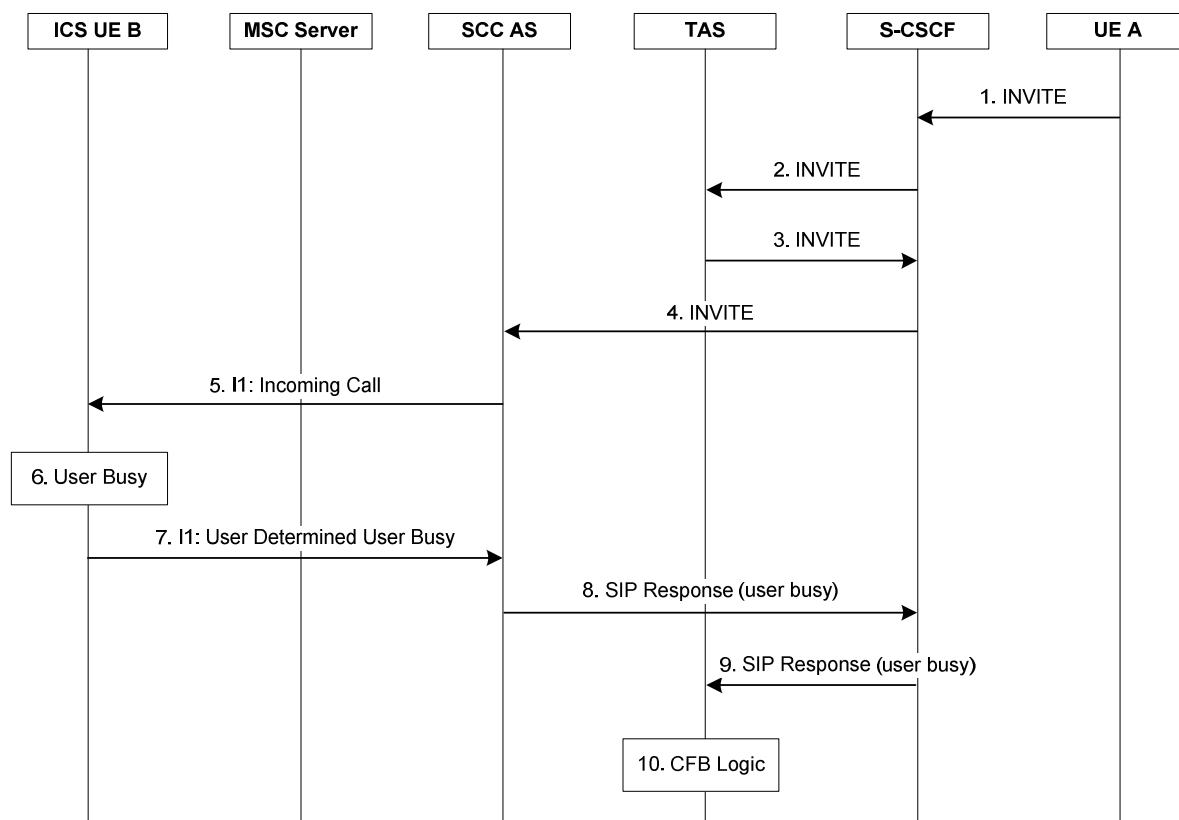 ICS UE B
MSC Server
SCC AS
TAS
S-CSCF
UE A
1. INVITE
2. INVITE
3. INVITE
4. INVITE
5. I1: Incoming Call
6. User Busy
7. I1: User Determined User Busy
8. SIP Response (user busy)
9. SIP Response (user busy)
10. CFB Logic